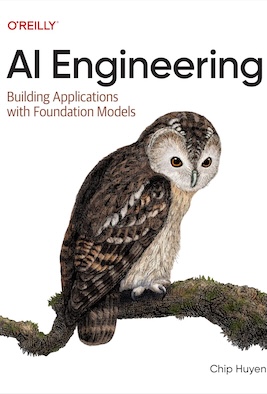 O'REILLY®
AI Engineering
Building Applications
with Foundation Models
Chip Huyen